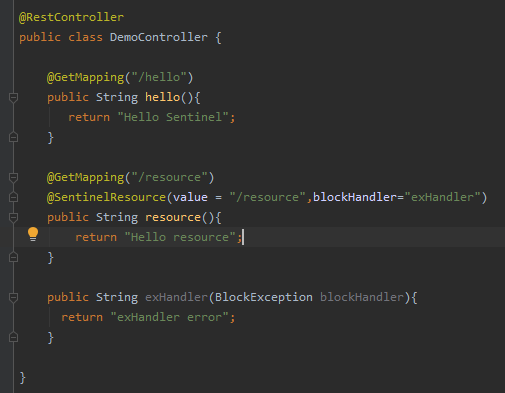 @RestController
public class DemoController {
@GetMapping("/hello")
public String hello(){
return "Hello Sentinel";
}
@GetMapping("/resource")
@SentinelResource(value = "/resource",blockHandler="exHandler")
public String resource(){
return "Hello resource";
}
public String exHandler(BlockException blockHandler){
return "exHandler error";
}
}